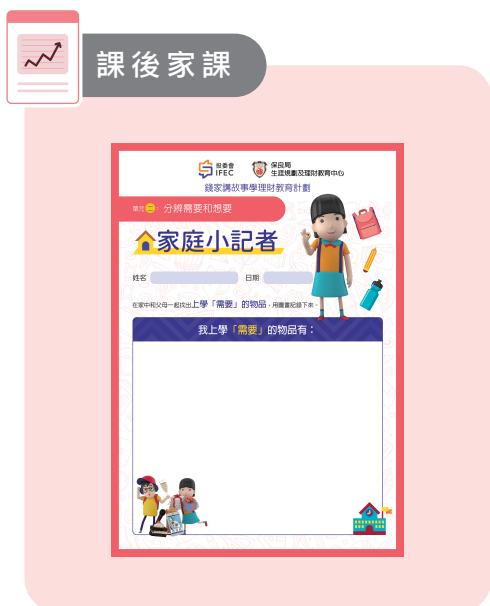 課後家課
投委會
IFEC
保良局
生涯規劃及理財教育中心
錢家講故事學理財教育計劃
單元二：分辨需要和想要
家庭小記者
姓名
日期
在家中和父母一起找出上學「需要」的物品，用圖畫記錄下來。
我上學「需要」的物品有：